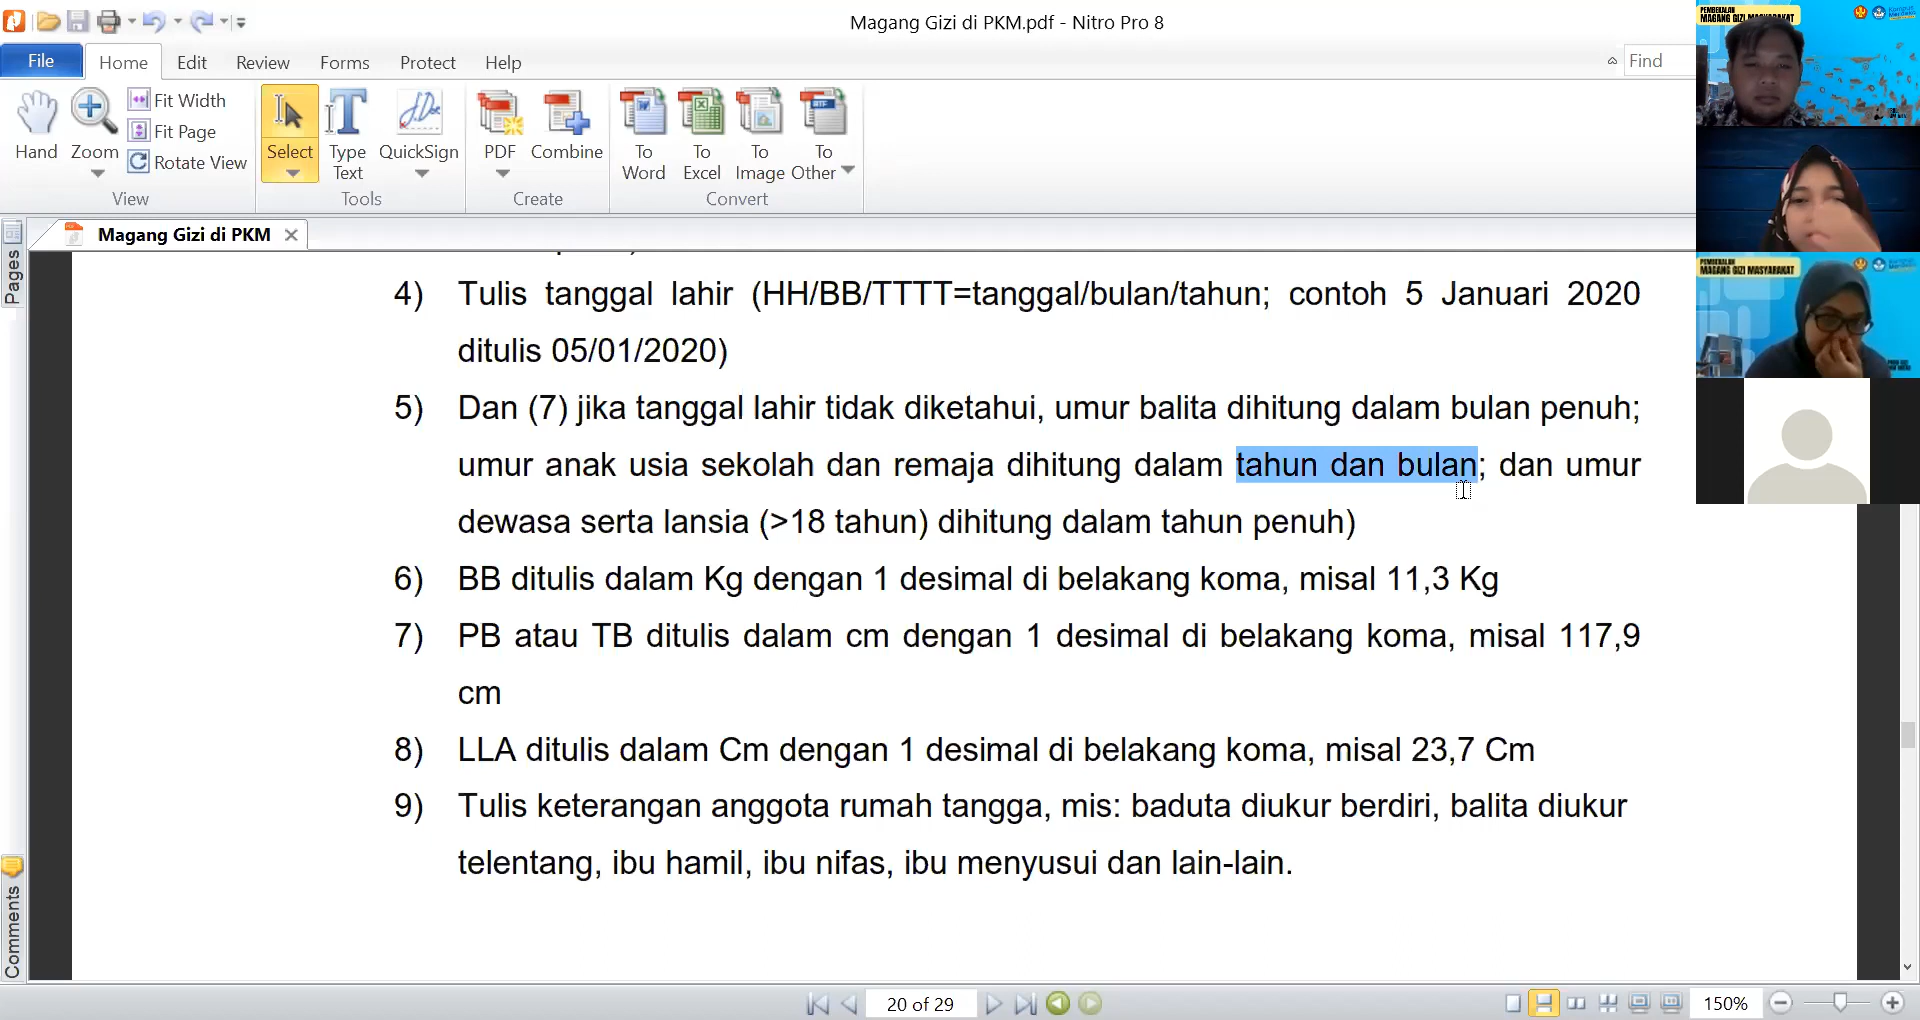 Magang Gizi di PKM.pdf - Nitro Pro 8
File Home Edit Review Forms Protect Help
Find
Hand
Zoom
Fit Width
Fit Page
Rotate View
View
Select
Type Text
QuickSign
Tools
PDF
Combine
Create
To Word
To Excel
To Image
To Other
Convert
Pages
Magang Gizi di PKM
4) Tulis tanggal lahir (HH/BB/TTTT=tanggal/bulan/tahun; contoh 5 Januari 2020
ditulis 05/01/2020)
5) Dan (7) jika tanggal lahir tidak diketahui, umur balita dihitung dalam bulan penuh;
umur anak usia sekolah dan remaja dihitung dalam tahun dan bulan; dan umur
dewasa serta lansia (>18 tahun) dihitung dalam tahun penuh)
6) BB ditulis dalam Kg dengan 1 desimal di belakang koma, misal 11,3 Kg
7) PB atau TB ditulis dalam cm dengan 1 desimal di belakang koma, misal 117,9
cm
8) LLA ditulis dalam Cm dengan 1 desimal di belakang koma, misal 23,7 Cm
9) Tulis keterangan anggota rumah tangga, mis: baduta diukur berdiri, balita diukur
telentang, ibu hamil, ibu nifas, ibu menyusui dan lain-lain.
Comments
20 of 29
150%
PEMBEKALAN
MAGANG GIZI MASYARAKAT
PEMBEKALAN
MAGANG GIZI MASYARAKAT